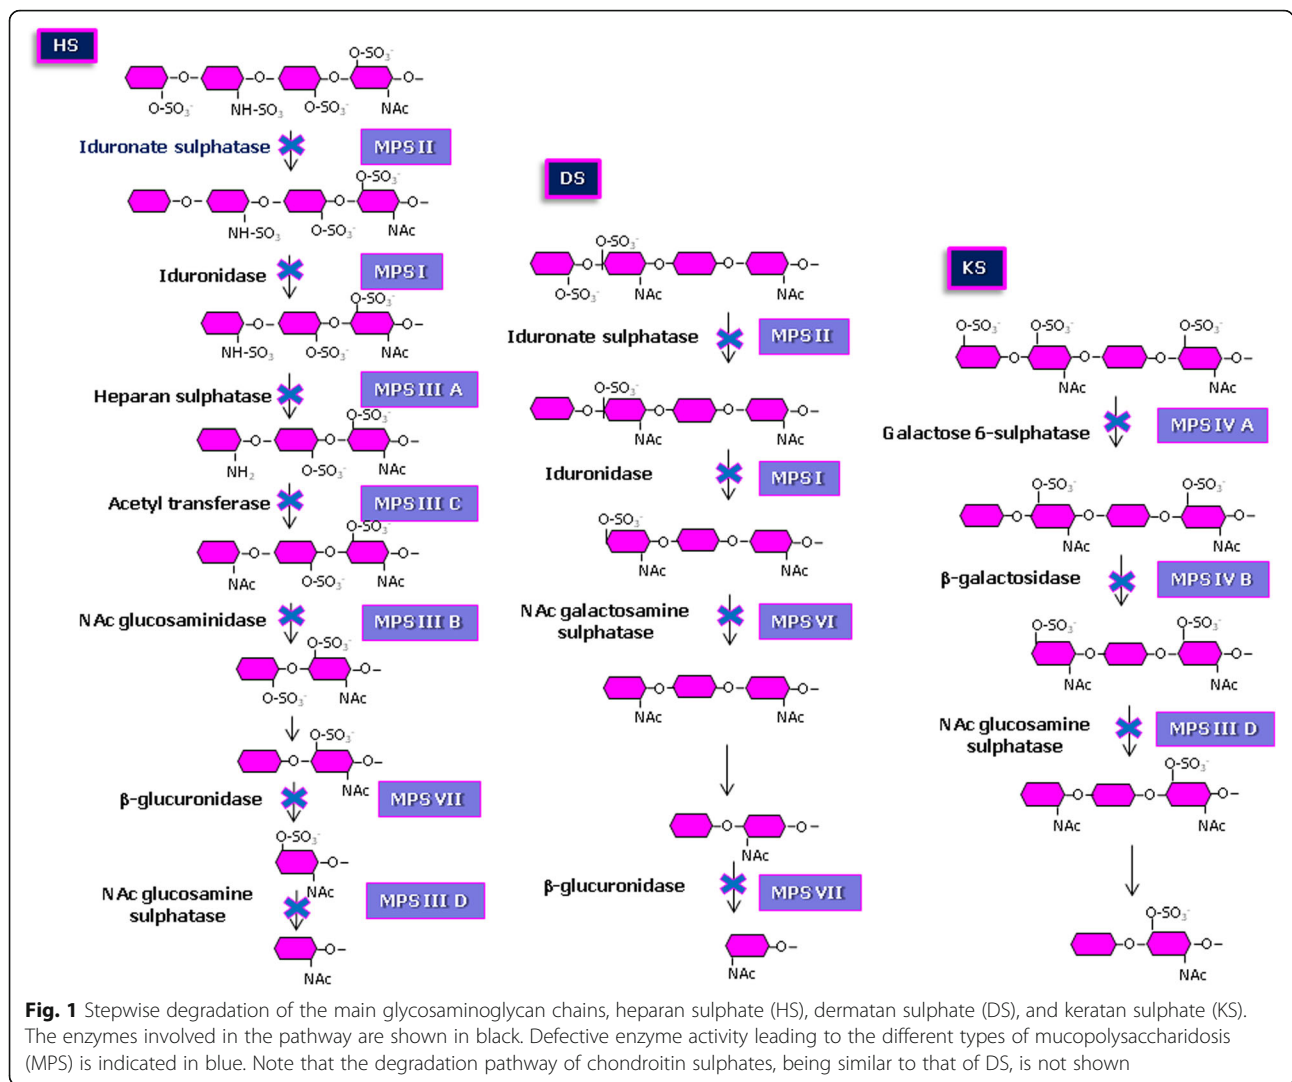 HS
O-SO3-
-O- -O- -O- -O-
O-SO3- NH-SO3 O-SO3- NAc
Iduronate sulphatase MPS II
O-SO3-
-O- -O- -O- -O-
NH-SO3 O-SO3- NAc
Iduronidase MPS I
O-SO3-
-O- -O- -O-
NH-SO3 O-SO3- NAc
Heparan sulphatase MPS III A
O-SO3-
-O- -O- -O-
NH2 O-SO3- NAc
Acetyl transferase MPS III C
O-SO3-
-O- -O- -O-
NAc O-SO3- NAc
NAc glucosaminidase MPS III B
O-SO3-
-O- -O-
O-SO3- NAc
O-SO3-
-O- -O-
NAc
β-glucuronidase MPS VII
O-SO3-
-O-
NAc
NAc glucosamine
sulphatase
MPS III D
-O-
NAc
DS
O-SO3-
-O- -O- -O- -O-
O-SO3- NAc NAc
Iduronate sulphatase MPS II
O-SO3-
-O- -O- -O- -O-
NAc NAc
Iduronidase MPS I
O-SO3-
-O- -O- -O-
NAc NAc
NAc galactosamine
sulphatase
MPS VI
-O- -O- -O-
NAc NAc
-O- -O-
NAc
β-glucuronidase MPS VII
-O-
NAc
KS
O-SO3- O-SO3- O-SO3-
-O- -O- -O- -O-
NAc NAc
Galactose 6-sulphatase MPS IV A
O-SO3- O-SO3-
-O- -O- -O- -O-
NAc NAc
β-galactosidase MPS IV B
O-SO3- O-SO3-
-O- -O- -O-
NAc NAc
NAc glucosamine
sulphatase
MPS III D
O-SO3-
-O- -O- -O-
NAc NAc
O-SO3-
-O- -O-
NAc
Fig. 1 Stepwise degradation of the main glycosaminoglycan chains, heparan sulphate (HS), dermatan sulphate (DS), and keratan sulphate (KS).
The enzymes involved in the pathway are shown in black. Defective enzyme activity leading to the different types of mucopolysaccharidosis
(MPS) is indicated in blue. Note that the degradation pathway of chondroitin sulphates, being similar to that of DS, is not shown